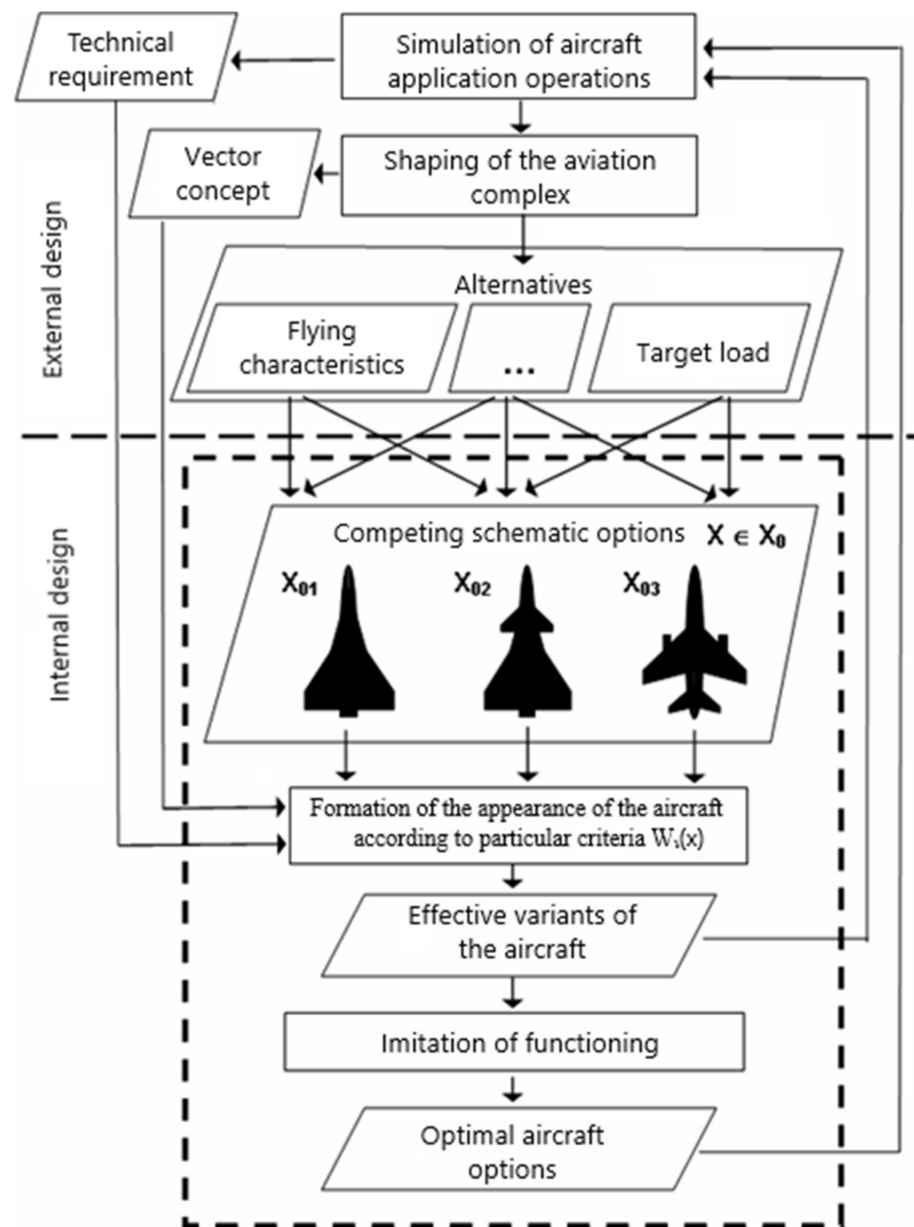 Technical
requirement
Simulation of aircraft
application operations
Vector
concept
Shaping of the aviation
complex
External design
Alternatives
Flying
characteristics
...
Target load
Internal design
Competing schematic options X ∈ X₀
X₀₁
X₀₂
X₀₃
Formation of the appearance of the aircraft
according to particular criteria Wₛ(x)
Effective variants of
the aircraft
Imitation of functioning
Optimal aircraft
options